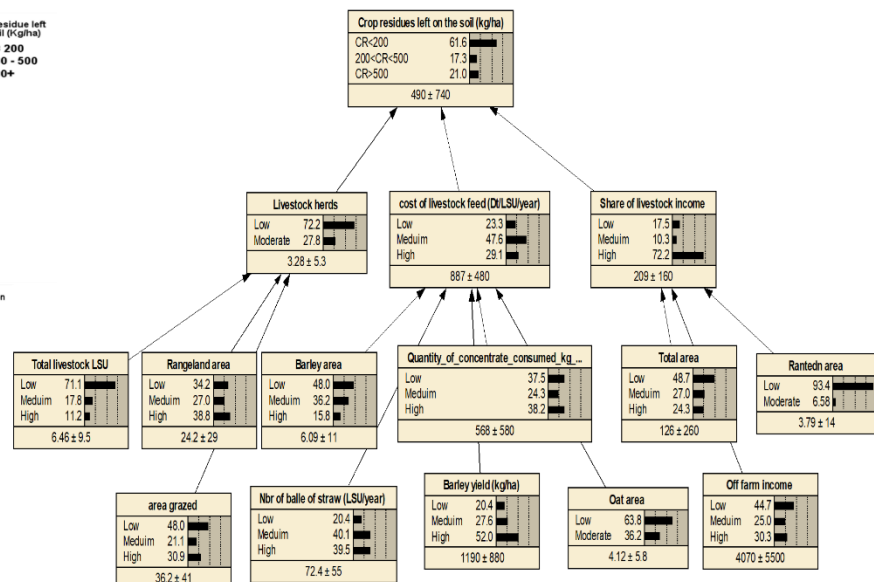 esidue left
il (Kg/ha)
200
0 - 500
0+
n
Crop residues left on the soil (kg/ha)
CR<200 61.6
200<CR<500 17.3
CR>500 21.0
490 ± 740
Livestock herds
Low 72.2
Moderate 27.8
3.28 ± 5.3
cost of livestock feed (Dt/LSU/year)
Low 23.3
Meduim 47.6
High 29.1
887 ± 480
Share of livestock income
Low 17.5
Meduim 10.3
High 72.2
209 ± 160
Total livestock LSU
Low 71.1
Meduim 17.8
High 11.2
6.46 ± 9.5
Rangeland area
Low 34.2
Meduim 27.0
High 38.8
24.2 ± 29
Barley area
Low 48.0
Meduim 36.2
High 15.8
6.09 ± 11
Quantity_of_concentrate_consumed_kg_...
Low 37.5
Meduim 24.3
High 38.2
568 ± 580
Total area
Low 48.7
Meduim 27.0
High 24.3
126 ± 260
Rantedn area
Low 93.4
Moderate 6.58
3.79 ± 14
area grazed
Low 48.0
Meduim 21.1
High 30.9
36.2 ± 41
Nbr of balle of straw (LSU/year)
Low 20.4
Meduim 40.1
High 39.5
72.4 ± 55
Barley yield (kg/ha)
Low 20.4
Meduim 27.6
High 52.0
1190 ± 880
Oat area
Low 63.8
Moderate 36.2
4.12 ± 5.8
Off farm income
Low 44.7
Meduim 25.0
High 30.3
4070 ± 5500